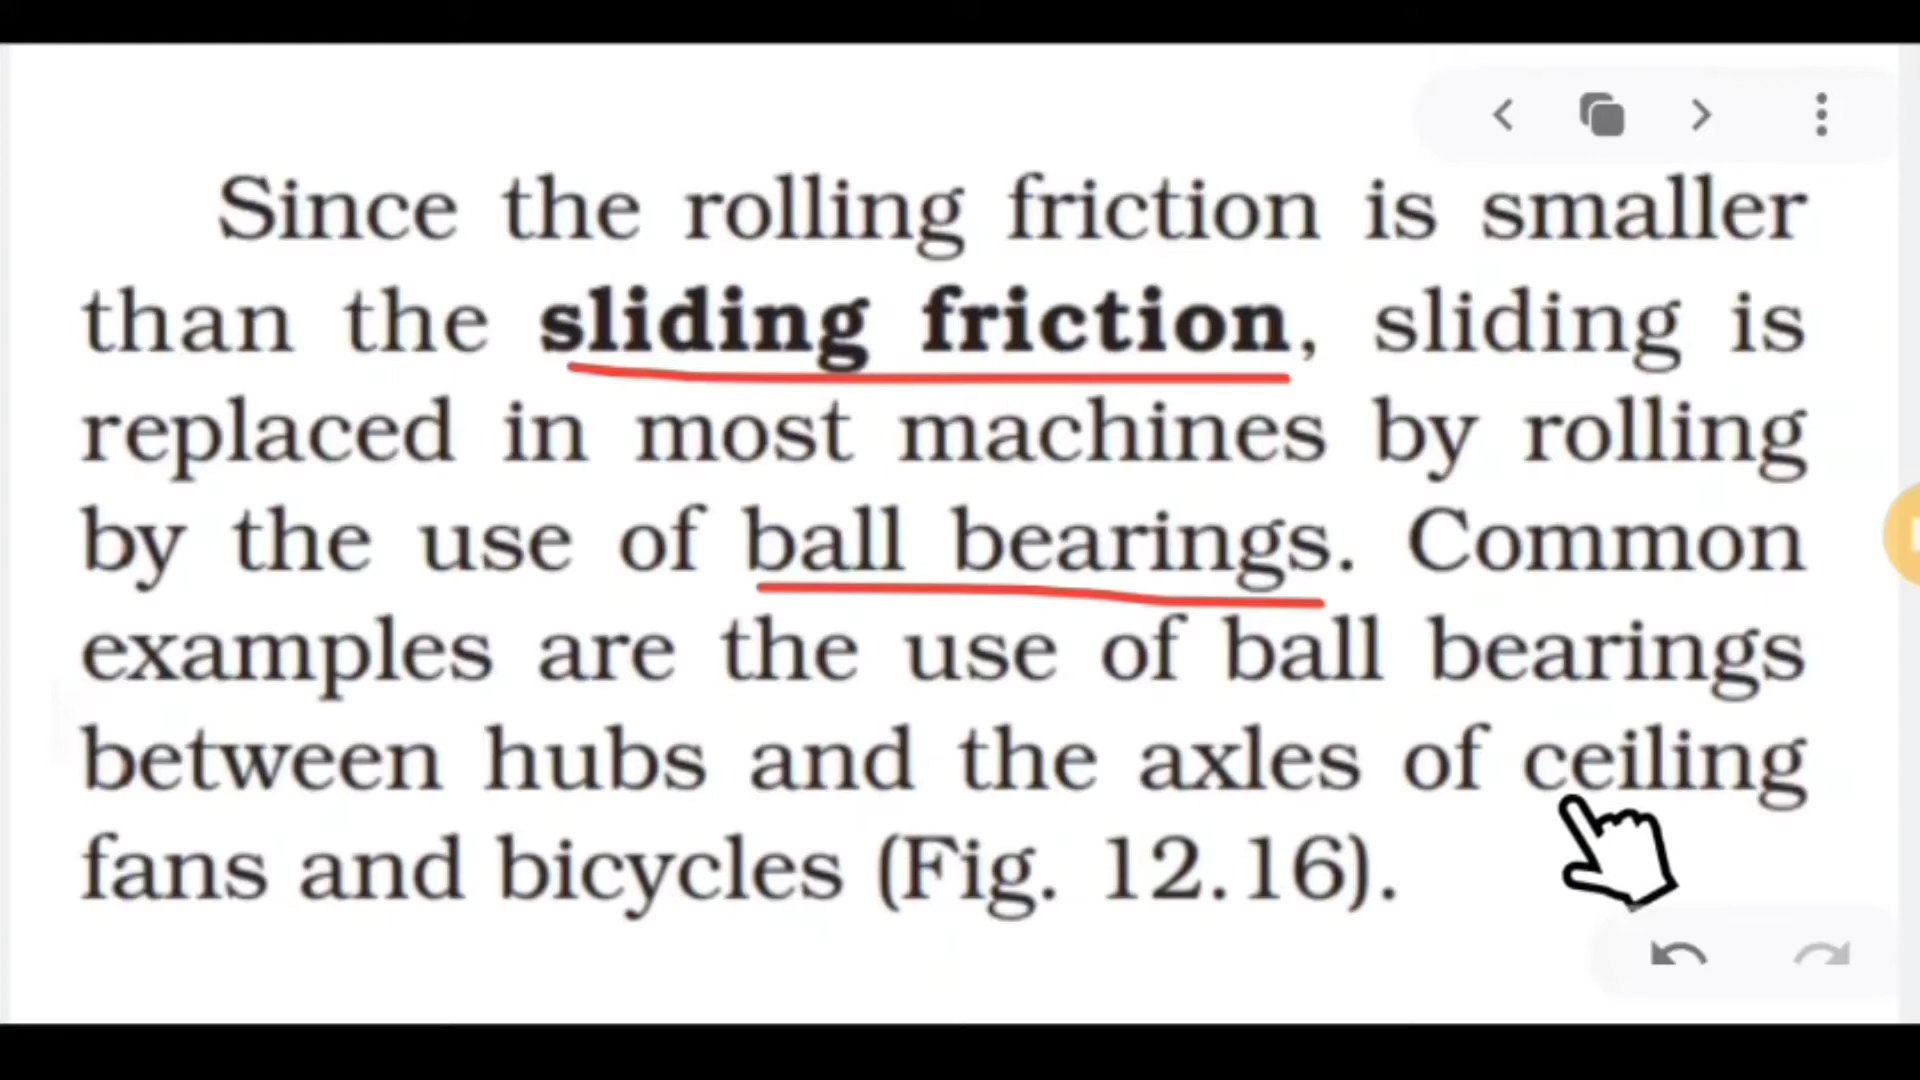 Since the rolling friction is smaller
than the sliding friction, sliding is
replaced in most machines by rolling
by the use of ball bearings. Common
examples are the use of ball bearings
between hubs and the axles of ceiling
fans and bicycles (Fig. 12.16).